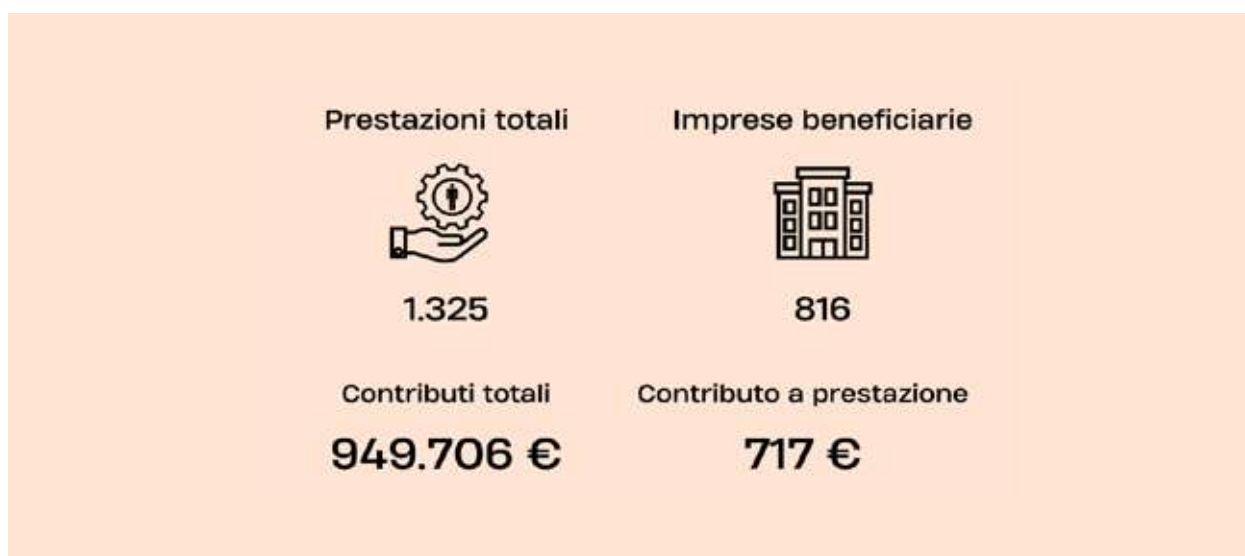 Prestazioni totali
Imprese beneficiarie
1.325
816
Contributi totali
Contributo a prestazione
949.706 €
717 €